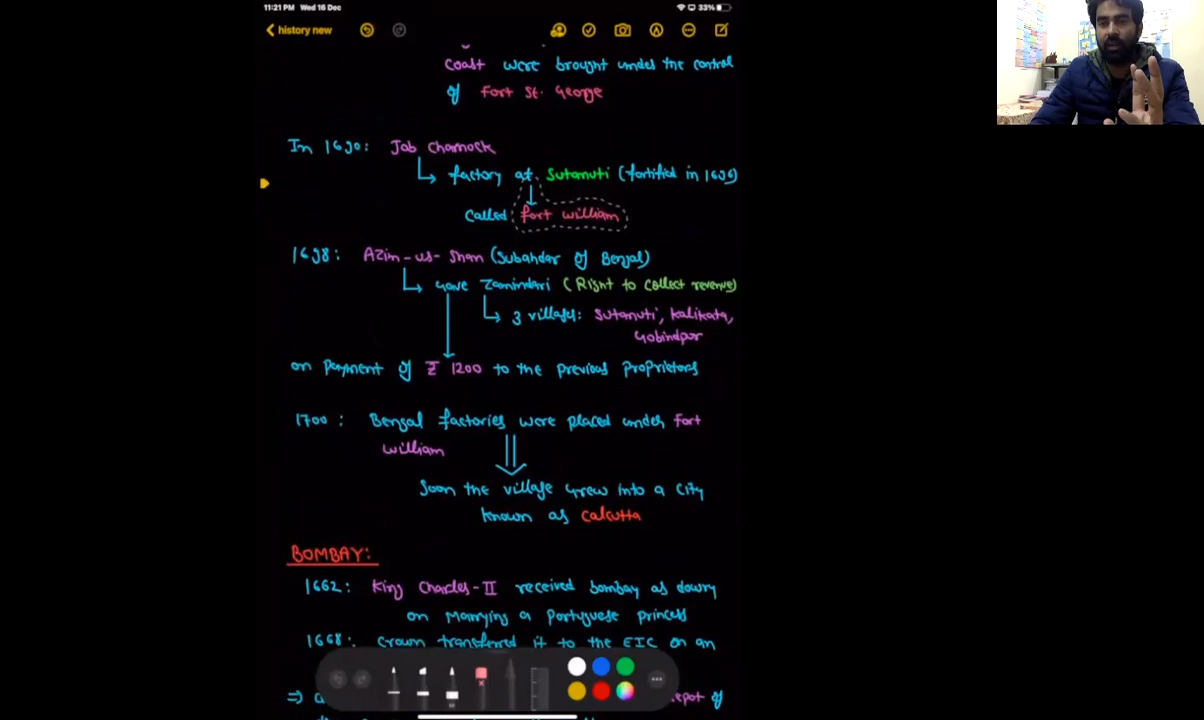 11:21 PM Wed 16 Dec
33%
history new
coast were brought under the control
of Fort St. George
In 1690: Job Charnock
factory at Sutanuti (fortified in 1696)
Called: fort william
1698: Azim-us-Shan (Subahdar of Bengal)
gave Zamindari (Right to collect revenue)
3 villages: Sutanuti, Kalikata,
Gobindpur
on payment of ₹ 1200 to the previous proprietors
1700: Bengal factories were placed under fort
william
Soon the village grew into a city
known as Calcutta
BOMBAY:
1662: King Charles-II received bombay as dowry
on marrying a Portuguese princess
1668: Crown transferred it to the EIC on an
epot of